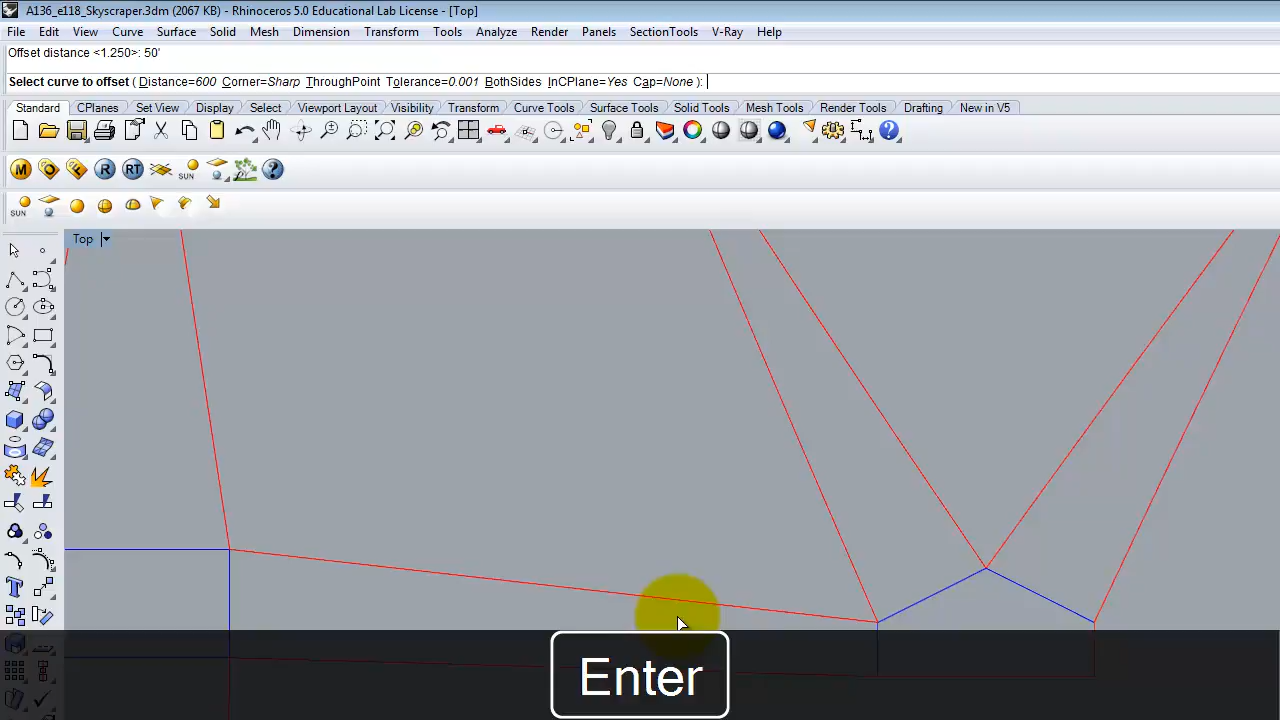 A136_e118_Skyscraper.3dm (2067 KB) - Rhinoceros 5.0 Educational Lab License - [Top]
File Edit View Curve Surface Solid Mesh Dimension Transform Tools Analyze Render Panels SectionTools V-Ray Help
Offset distance <1.250>: 50'
Select curve to offset ( Distance=600 Corner=Sharp ThroughPoint Tolerance=0.001 BothSides InCPlane=Yes Cap=None ):
Standard CPlanes Set View Display Select Viewport Layout Visibility Transform Curve Tools Surface Tools Solid Tools Mesh Tools Render Tools Drafting New in V5
M O F R RT SUN ?
SUN
Top
Enter